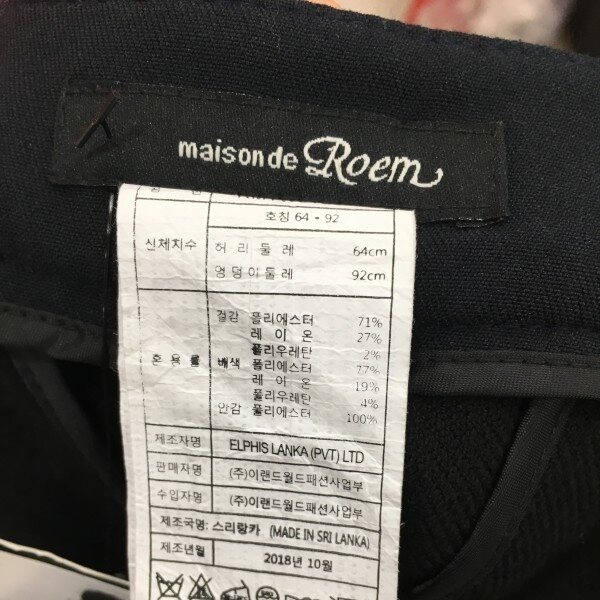 maison de Roem
호칭 64 - 92
신체치수 허리둘레 64cm
엉덩이둘레 92cm
겉감 폴리에스터 71%
레이온 27%
폴리우레탄 2%
혼용률 배색 폴리에스터 77%
레이온 19%
폴리우레탄 4%
안감 폴리에스터 100%
제조자명 ELPHIS LANKA (PVT) LTD
판매자명 (주)이랜드월드패션사업부
수입자명 (주)이랜드월드패션사업부
제조국명: 스리랑카 (MADE IN SRI LANKA)
제조년월 2018년 10월